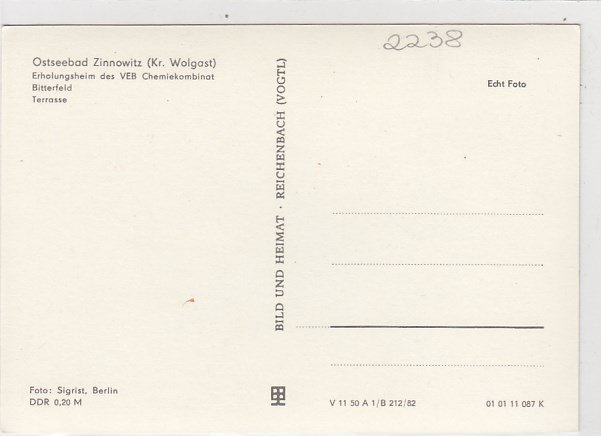 2238
Ostseebad Zinnowitz (Kr. Wolgast)
Erholungsheim des VEB Chemiekombinat
Bitterfeld
Terrasse
Echt Foto
BILD UND HEIMAT · REICHENBACH (VOGTL)
Foto: Sigrist, Berlin
DDR 0,20 M
V 11 50 A 1/B 212/82
01 01 11 087 K